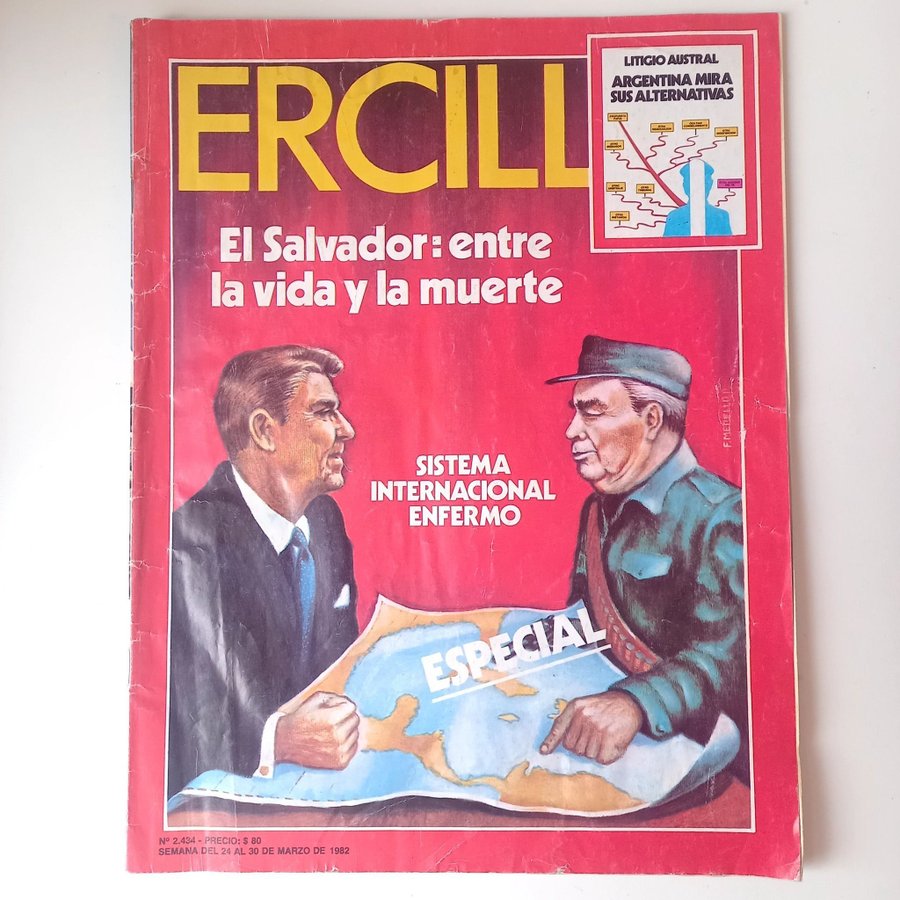 ERCILL
LITIGIO AUSTRAL
ARGENTINA MIRA
SUS ALTERNATIVAS
El Salvador: entre
la vida y la muerte
SISTEMA
INTERNACIONAL
ENFERMO
ESPECIAL
Nº 2.434 - PRECIO: $ 80
SEMANA DEL 24 AL 30 DE MARZO DE 1982